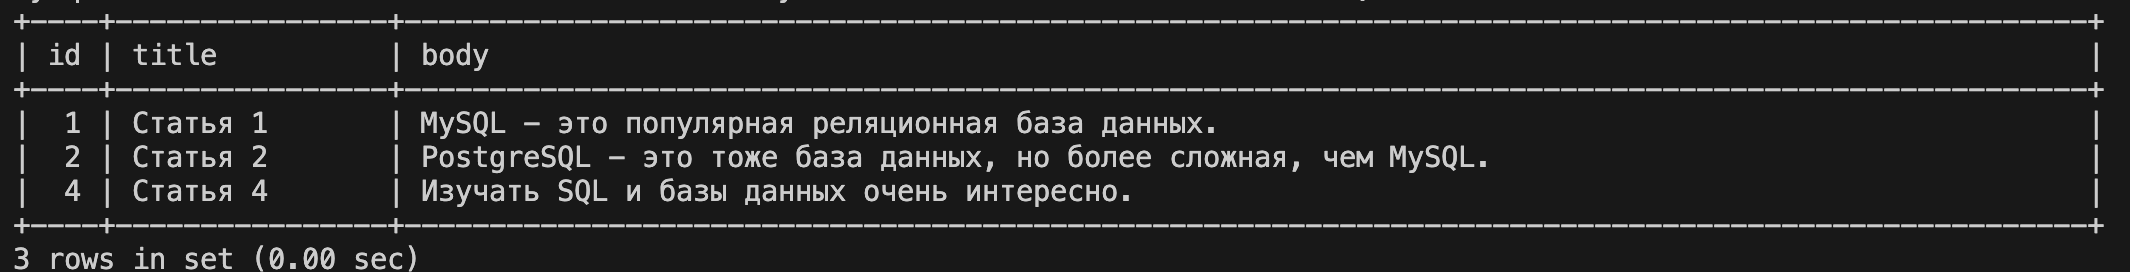 | id | title | body |
| 1 | Статья 1 | MySQL — это популярная реляционная база данных. |
| 2 | Статья 2 | PostgreSQL — это тоже база данных, но более сложная, чем MySQL. |
| 4 | Статья 4 | Изучать SQL и базы данных очень интересно. |
3 rows in set (0.00 sec)